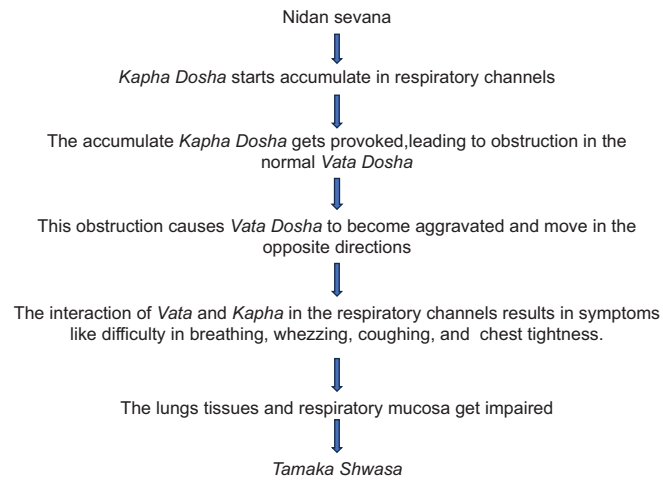 Nidan sevana
Kapha Dosha starts accumulate in respiratory channels
The accumulate Kapha Dosha gets provoked,leading to obstruction in the
normal Vata Dosha
This obstruction causes Vata Dosha to become aggravated and move in the
opposite directions
The interaction of Vata and Kapha in the respiratory channels results in symptoms
like difficulty in breathing, whezzing, coughing, and chest tightness.
The lungs tissues and respiratory mucosa get impaired
Tamaka Shwasa